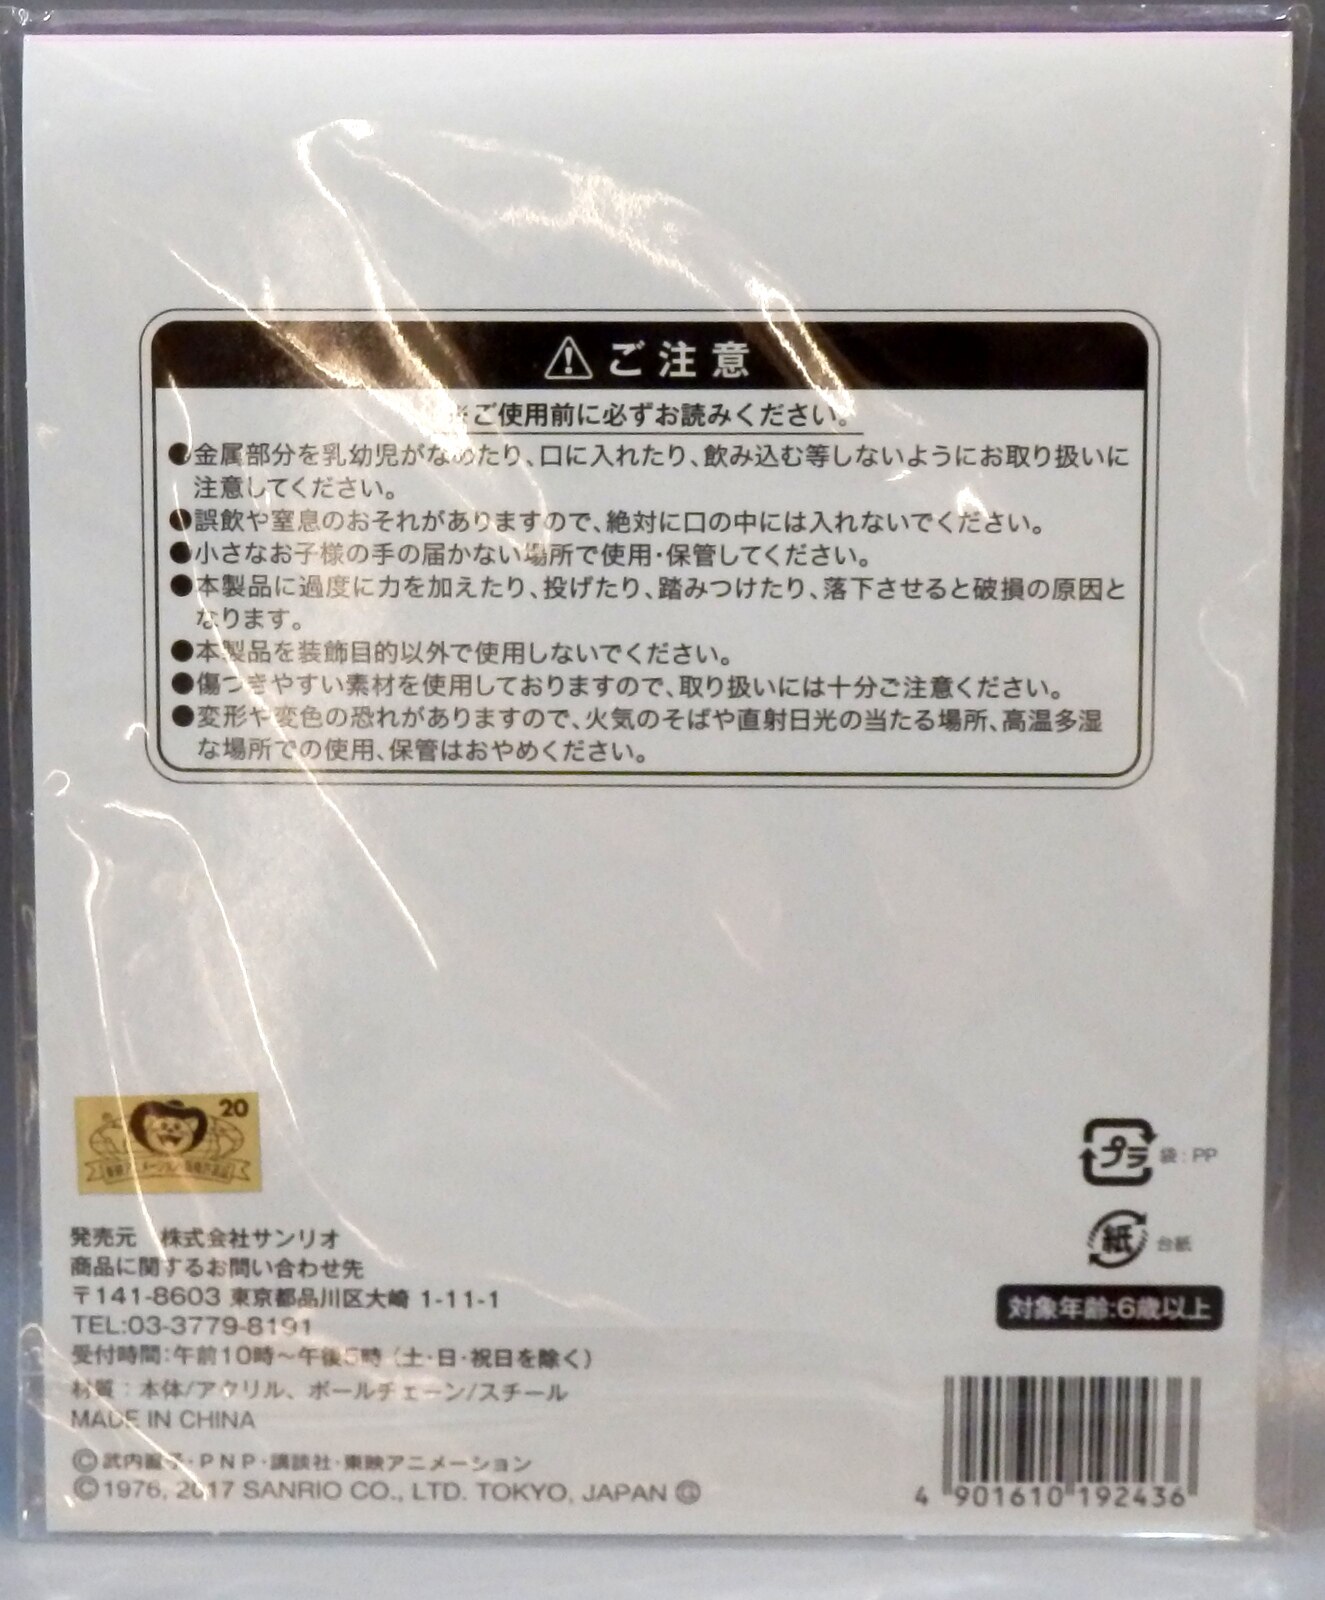 ご注意
※ご使用前に必ずお読みください。
●金属部分を乳幼児がなめたり、口に入れたり、飲み込む等しないようにお取り扱いに
注意してください。
●誤飲や窒息のおそれがありますので、絶対に口の中には入れないでください。
●小さなお子様の手の届かない場所で使用・保管してください。
●本製品に過度に力を加えたり、投げたり、踏みつけたり、落下させると破損の原因と
なります。
●本製品を装飾目的以外で使用しないでください。
●傷つきやすい素材を使用しておりますので、取り扱いには十分ご注意ください。
●変形や変色の恐れがありますので、火気のそばや直射日光の当たる場所、高温多湿
な場所での使用、保管はおやめください。
20
プラ 袋:PP
紙 台紙
発売元 株式会社サンリオ
商品に関するお問い合わせ先
〒141-8603 東京都品川区大崎 1-11-1
TEL:03-3779-8191
受付時間:午前10時～午後5時(土・日・祝日を除く)
材質:本体/アクリル、ボールチェーン/スチール
MADE IN CHINA
©武内直子・PNP・講談社・東映アニメーション
©1976, 2017 SANRIO CO., LTD. TOKYO, JAPAN Ⓖ
対象年齢:6歳以上
4 901610 192436